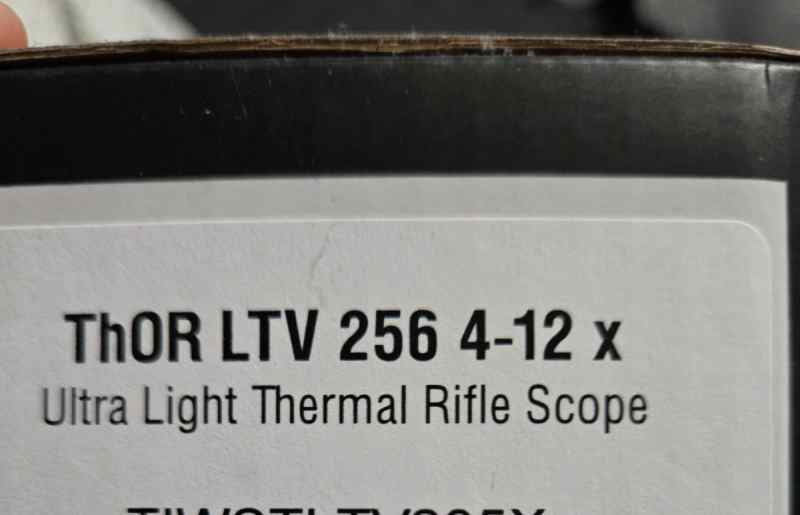 ThOR LTV 256 4-12 x
Ultra Light Thermal Rifle Scope